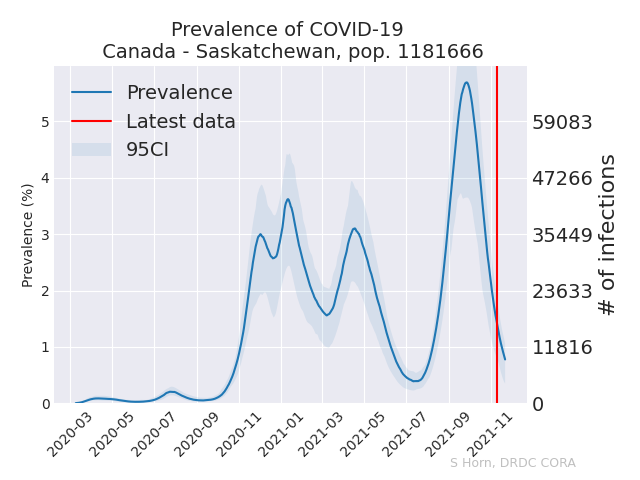 Prevalence of COVID-19
Canada - Saskatchewan, pop. 1181666
Prevalence
Latest data
95CI
Prevalence (%)
5
4
3
2
1
0
59083
47266
35449
23633
11816
0
# of infections
2020-03
2020-05
2020-07
2020-09
2020-11
2021-01
2021-03
2021-05
2021-07
2021-09
2021-11
S Horn, DRDC CORA